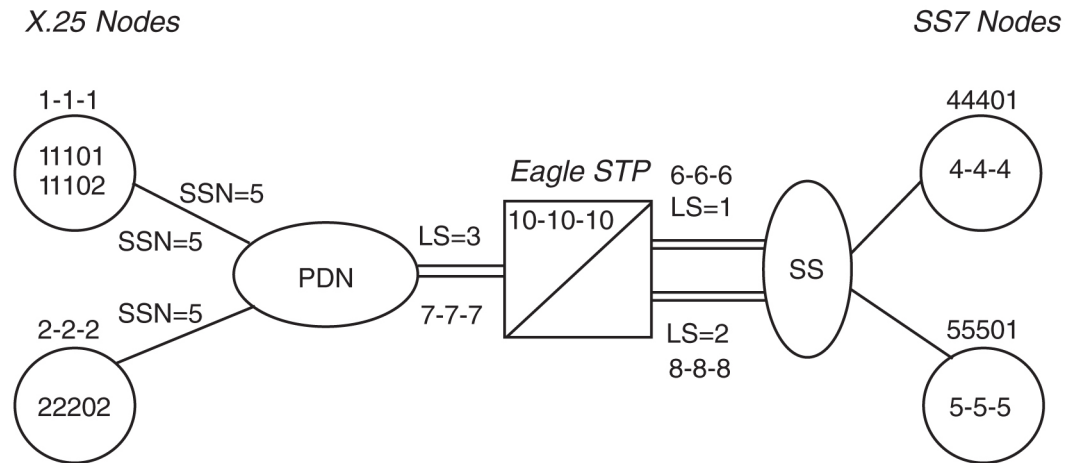 X.25 Nodes
SS7 Nodes
1-1-1
11101
11102
SSN=5
SSN=5
SSN=5
2-2-2
22202
PDN
LS=3
7-7-7
Eagle STP
10-10-10
6-6-6
LS=1
LS=2
8-8-8
SS
44401
4-4-4
55501
5-5-5